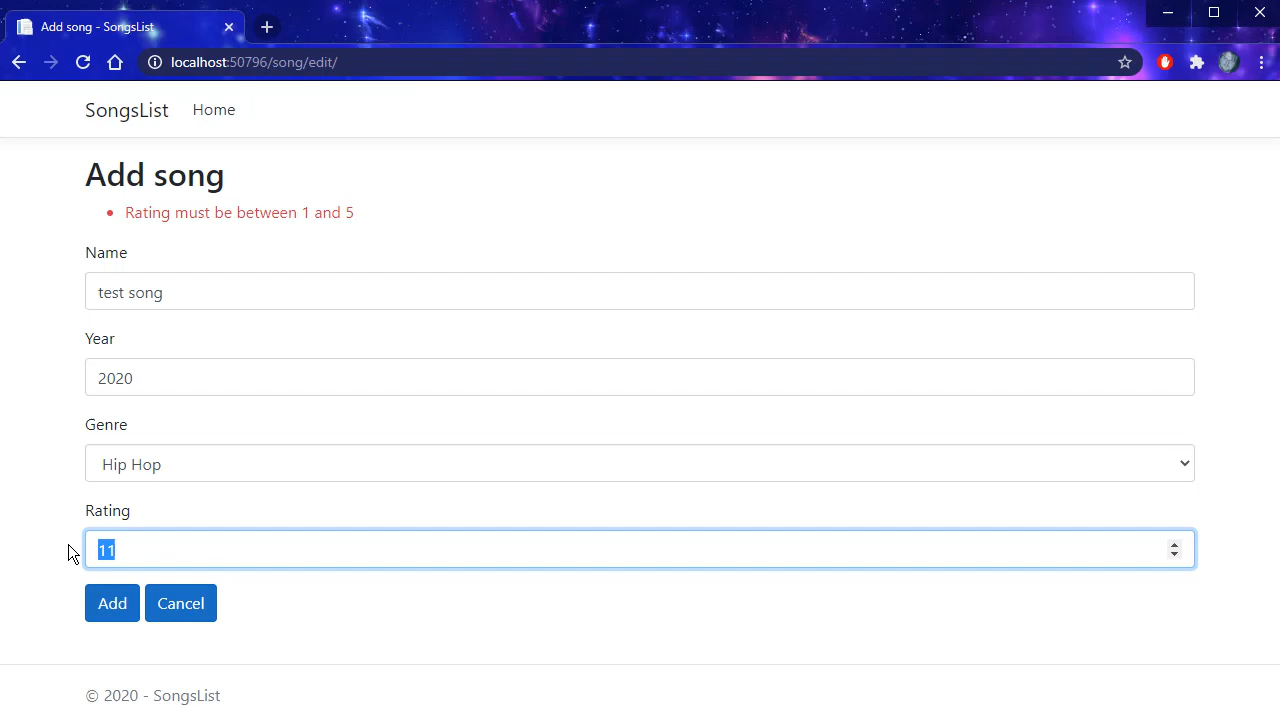 Add song - SongsList
localhost:50796/song/edit/
SongsList Home
Add song
Rating must be between 1 and 5
Name
test song
Year
2020
Genre
Hip Hop
Rating
11
Add Cancel
© 2020 - SongsList